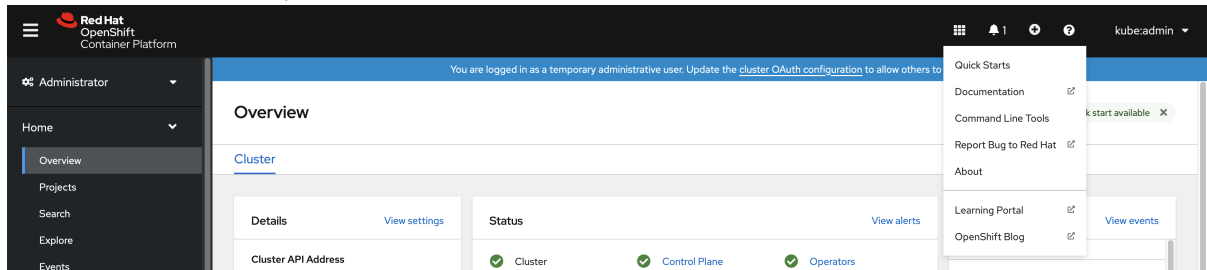 Red Hat
OpenShift
Container Platform
1
kube:admin
Administrator
You are logged in as a temporary administrative user. Update the cluster OAuth configuration to allow others to
Quick Starts
Documentation
Command Line Tools
Report Bug to Red Hat
About
Learning Portal
OpenShift Blog
Home
Overview
Projects
Search
Explore
Events
Overview
start available
Cluster
Details
View settings
Status
View alerts
View events
Cluster API Address
Cluster
Control Plane
Operators